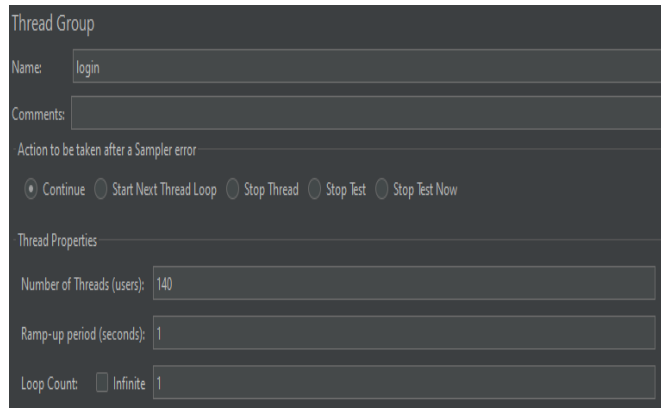 Thread Group
Name: login
Comments:
Action to be taken after a Sampler error
Continue Start Next Thread Loop Stop Thread Stop Test Stop Test Now
Thread Properties
Number of Threads (users): 140
Ramp-up period (seconds): 1
Loop Count: Infinite 1